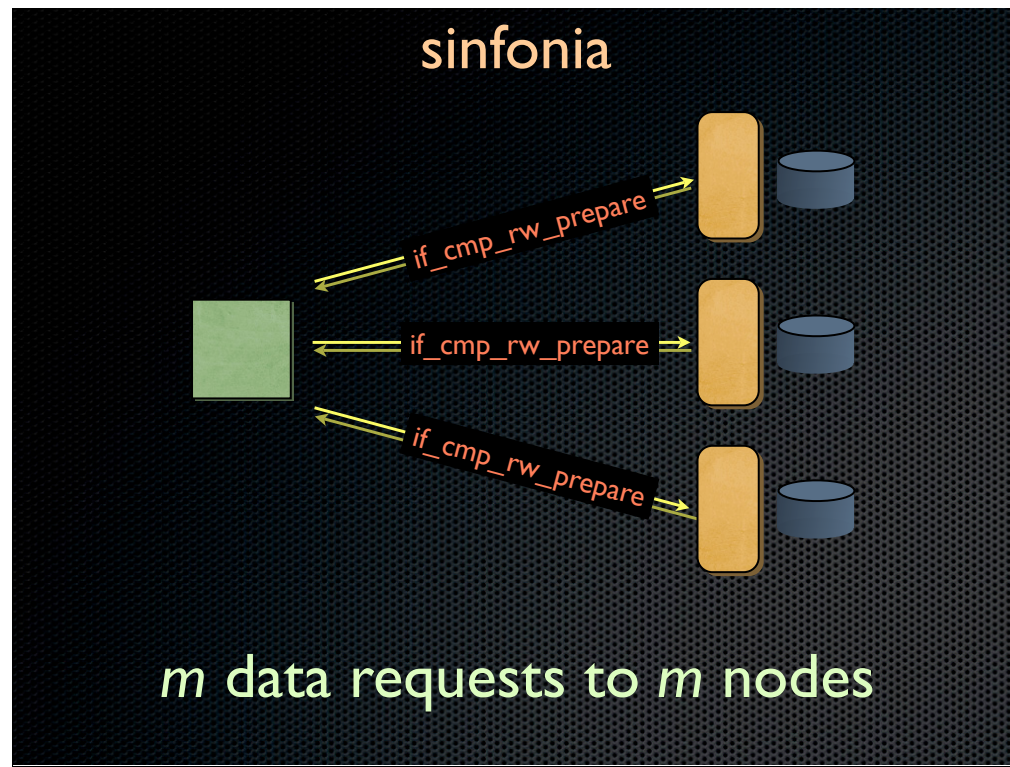 sinfonia
if_cmp_rw_prepare
if_cmp_rw_prepare
if_cmp_rw_prepare
m data requests to m nodes